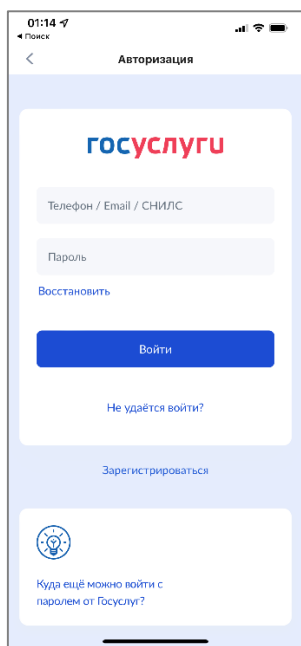 01:14
Поиск
Авторизация
госуслуги
Телефон / Email / СНИЛС
Пароль
Восстановить
Войти
Не удаётся войти?
Зарегистрироваться
Куда ещё можно войти с
паролем от Госуслуг?